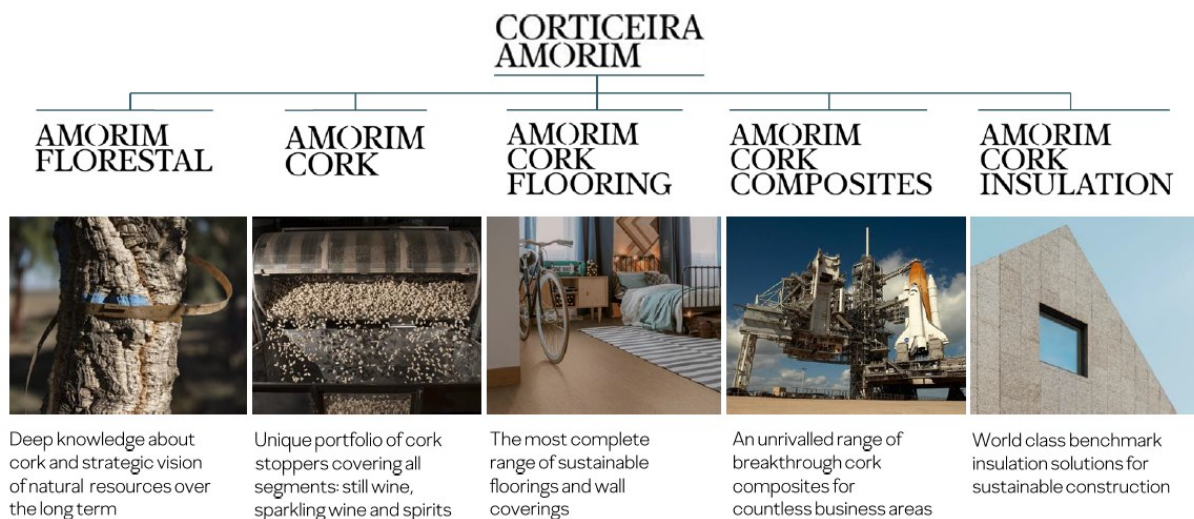 CORTICEIRA
AMORIM
AMORIM
FLORESTAL
AMORIM
CORK
AMORIM
CORK
FLOORING
AMORIM
CORK
COMPOSITES
AMORIM
CORK
INSULATION
Deep knowledge about
cork and strategic vision
of natural resources over
the long term
Unique portfolio of cork
stoppers covering all
segments: still wine,
sparkling wine and spirits
The most complete
range of sustainable
floorings and wall
coverings
An unrivalled range of
breakthrough cork
composites for
countless business areas
World class benchmark
insulation solutions for
sustainable construction